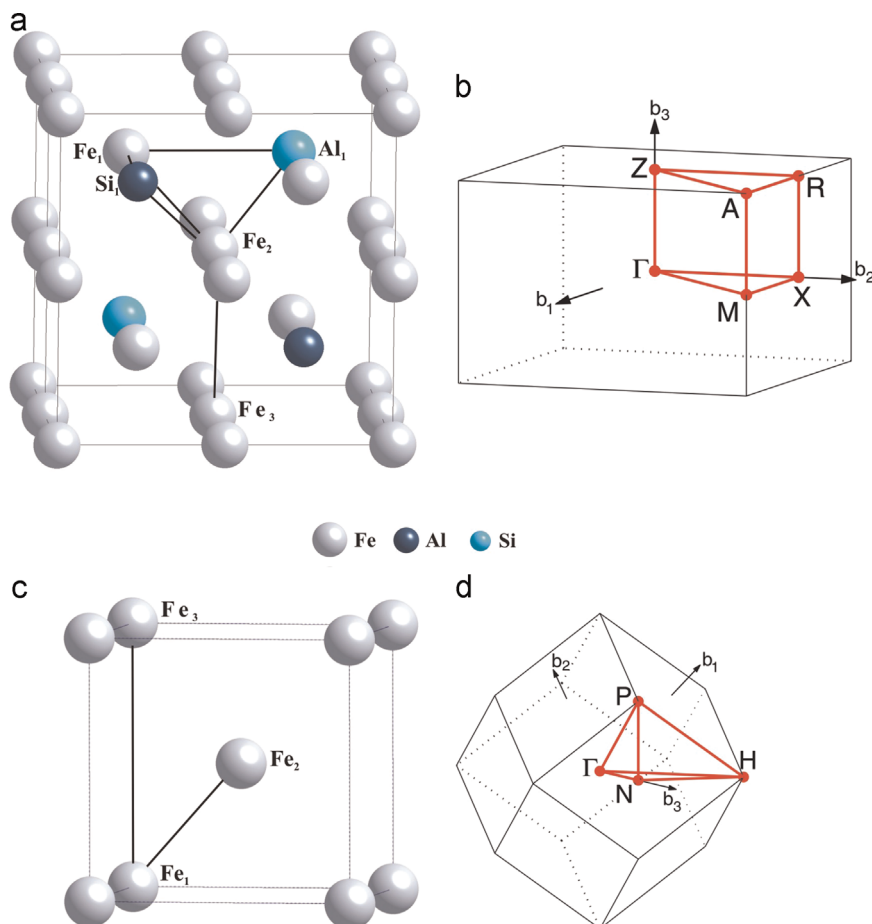 a
Fe₁
Al₁
Si₁
Fe₂
Fe₃
b
b₃
Z
A
R
Γ
b₂
b₁
M
X
Fe Al Si
c
Fe₃
Fe₂
Fe₁
d
b₂
b₁
P
Γ
H
N
b₃